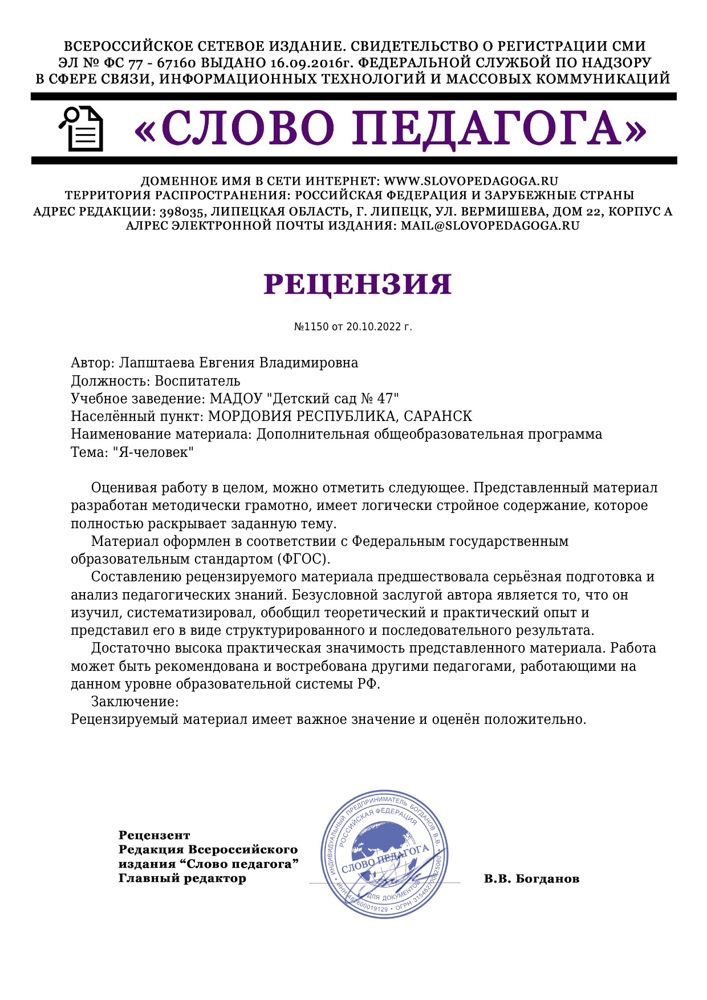 ВСЕРОССИЙСКОЕ СЕТЕВОЕ ИЗДАНИЕ. СВИДЕТЕЛЬСТВО О РЕГИСТРАЦИИ СМИ
ЭЛ № ФС 77 - 67160 ВЫДАНО 16.09.2016г. ФЕДЕРАЛЬНОЙ СЛУЖБОЙ ПО НАДЗОРУ
В СФЕРЕ СВЯЗИ, ИНФОРМАЦИОННЫХ ТЕХНОЛОГИЙ И МАССОВЫХ КОММУНИКАЦИЙ
«СЛОВО ПЕДАГОГА»
ДОМЕННОЕ ИМЯ В СЕТИ ИНТЕРНЕТ: WWW.SLOVOPEDAGOGA.RU
ТЕРРИТОРИЯ РАСПРОСТРАНЕНИЯ: РОССИЙСКАЯ ФЕДЕРАЦИЯ И ЗАРУБЕЖНЫЕ СТРАНЫ
АДРЕС РЕДАКЦИИ: 398035, ЛИПЕЦКАЯ ОБЛАСТЬ, Г. ЛИПЕЦК, УЛ. ВЕРМИШЕВА, ДОМ 22, КОРПУС А
АЛРЕС ЭЛЕКТРОННОЙ ПОЧТЫ ИЗДАНИЯ: MAIL@SLOVOPEDAGOGA.RU
РЕЦЕНЗИЯ
№1150 от 20.10.2022 г.
Автор: Лапштаева Евгения Владимировна
Должность: Воспитатель
Учебное заведение: МАДОУ "Детский сад № 47"
Населённый пункт: МОРДОВИЯ РЕСПУБЛИКА, САРАНСК
Наименование материала: Дополнительная общеобразовательная программа
Тема: "Я-человек"
Оценивая работу в целом, можно отметить следующее. Представленный материал
разработан методически грамотно, имеет логически стройное содержание, которое
полностью раскрывает заданную тему.
Материал оформлен в соответствии с Федеральным государственным
образовательным стандартом (ФГОС).
Составлению рецензируемого материала предшествовала серьёзная подготовка и
анализ педагогических знаний. Безусловной заслугой автора является то, что он
изучил, систематизировал, обобщил теоретический и практический опыт и
представил его в виде структурированного и последовательного результата.
Достаточно высока практическая значимость представленного материала. Работа
может быть рекомендована и востребована другими педагогами, работающими на
данном уровне образовательной системы РФ.
Заключение:
Рецензируемый материал имеет важное значение и оценён положительно.
Рецензент
Редакция Всероссийского
издания “Слово педагога”
Главный редактор
ИНДИВИДУАЛЬНЫЙ ПРЕДПРИНИМАТЕЛЬ БОГДАНОВ В.В.
РОССИЙСКАЯ ФЕДЕРАЦИЯ
СЛОВО ПЕДАГОГА
ДЛЯ ДОКУМЕНТОВ
• ИНН 482600019129 • ОГРН 315482700025060 •
В.В. Богданов